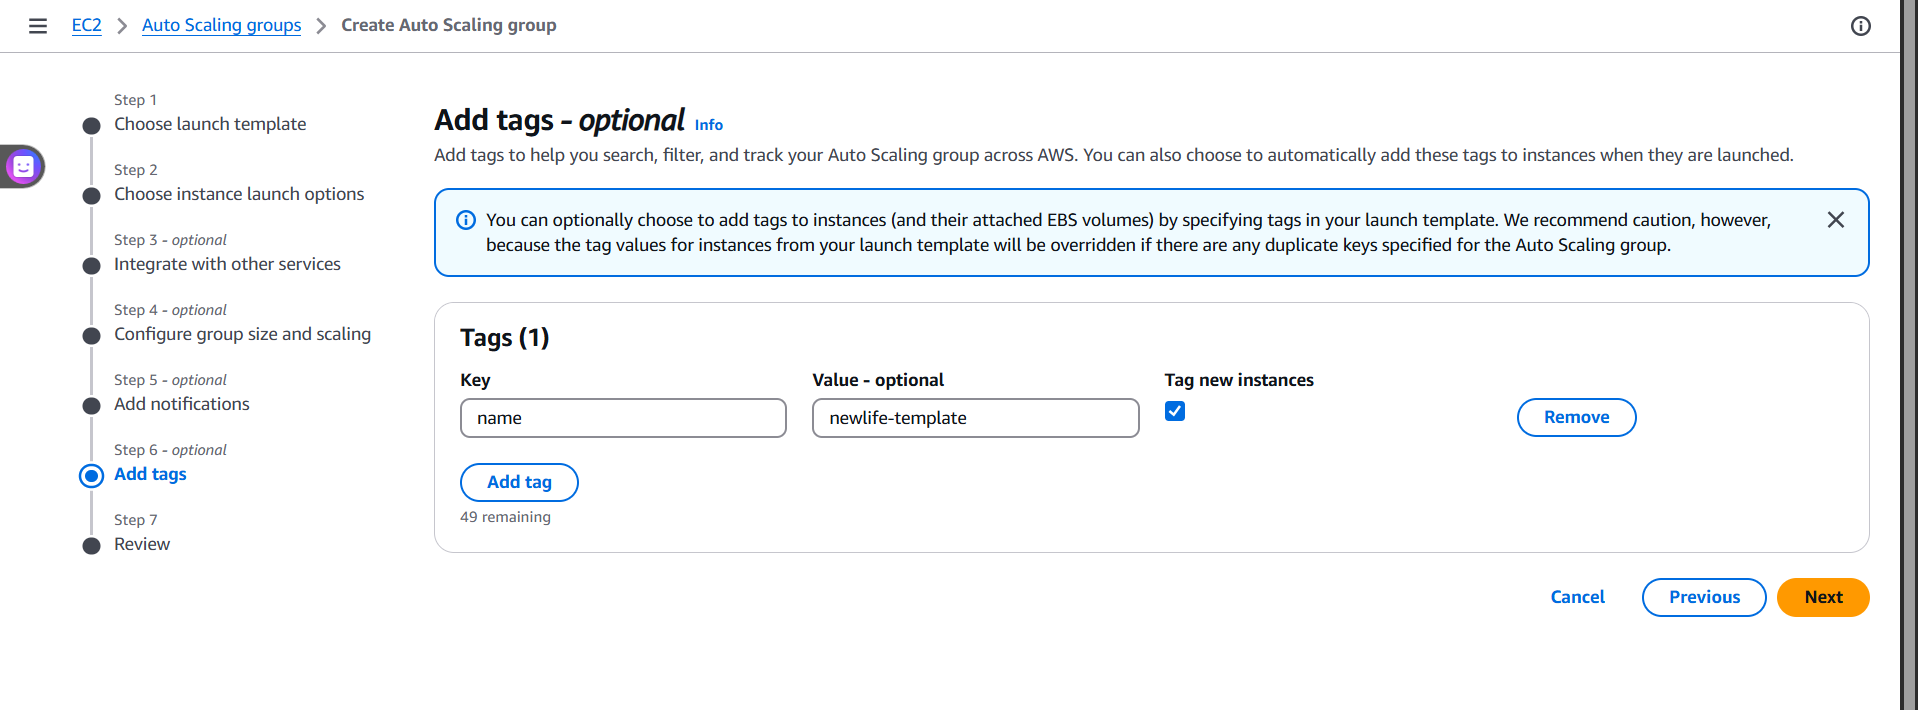 EC2 > Auto Scaling groups > Create Auto Scaling group
Step 1
Choose launch template
Step 2
Choose instance launch options
Step 3 - optional
Integrate with other services
Step 4 - optional
Configure group size and scaling
Step 5 - optional
Add notifications
Step 6 - optional
Add tags
Step 7
Review
Add tags - optional Info
Add tags to help you search, filter, and track your Auto Scaling group across AWS. You can also choose to automatically add these tags to instances when they are launched.
You can optionally choose to add tags to instances (and their attached EBS volumes) by specifying tags in your launch template. We recommend caution, however,
because the tag values for instances from your launch template will be overridden if there are any duplicate keys specified for the Auto Scaling group.
Tags (1)
Key Value - optional Tag new instances
name newlife-template Remove
Add tag
49 remaining
Cancel Previous Next